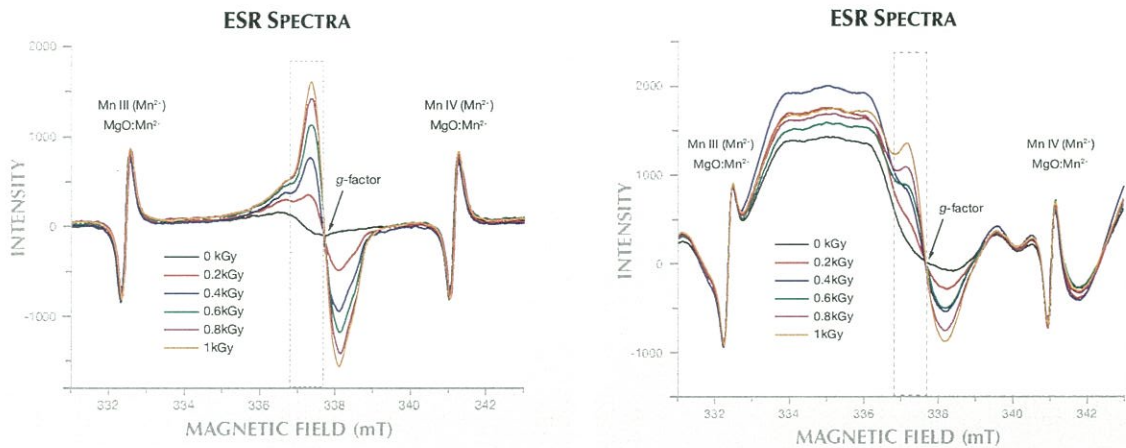 ESR SPECTRA
2000
1000
0
-1000
INTENSITY
Mn III (Mn²⁻)
MgO:Mn²⁻
Mn IV (Mn²⁻)
MgO:Mn²⁻
g-factor
0 kGy
0.2kGy
0.4kGy
0.6kGy
0.8kGy
1kGy
332
334
336
338
340
342
MAGNETIC FIELD (mT)
ESR SPECTRA
2000
1000
0
-1000
INTENSITY
Mn III (Mn²⁻)
MgO:Mn²⁻
Mn IV (Mn²⁻)
MgO:Mn²⁻
g-factor
0 kGy
0.2kGy
0.4kGy
0.6kGy
0.8kGy
1kGy
332
334
336
338
340
342
MAGNETIC FIELD (mT)